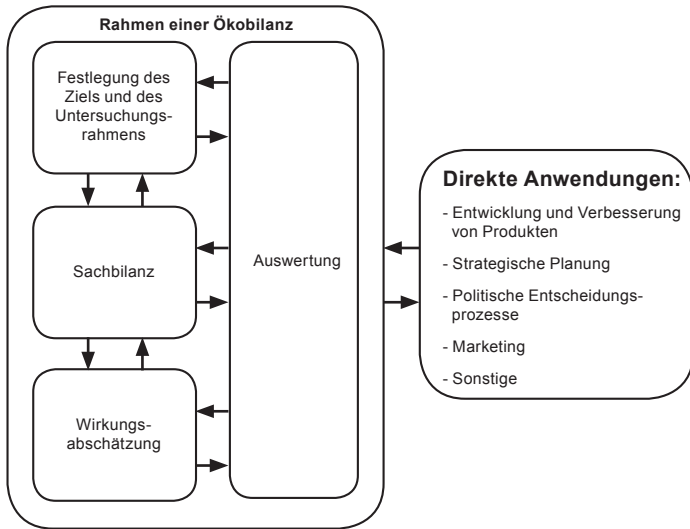 Rahmen einer Ökobilanz
Festlegung des
Ziels und des
Untersuchungs-
rahmens
Sachbilanz
Wirkungs-
abschätzung
Auswertung
Direkte Anwendungen:
- Entwicklung und Verbesserung
von Produkten
- Strategische Planung
- Politische Entscheidungs-
prozesse
- Marketing
- Sonstige